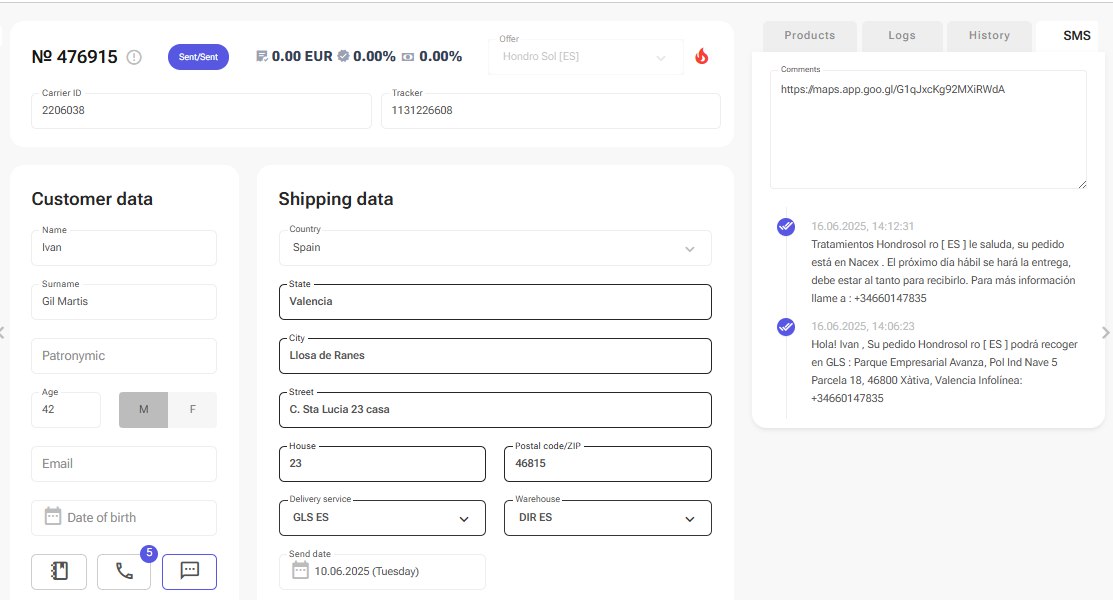 Products
Logs
History
SMS
№ 476915
Sent/Sent
0.00 EUR 0.00% 0.00%
Offer
Hondro Sol [ES]
Carrier ID
2206038
Tracker
1131226608
Customer data
Name
Ivan
Surname
Gil Martis
Patronymic
Age
42
M
F
Email
Date of birth
5
Shipping data
Country
Spain
State
Valencia
City
Llosa de Ranes
Street
C. Sta Lucia 23 casa
House
23
Postal code/ZIP
46815
Delivery service
GLS ES
Warehouse
DIR ES
Send date
10.06.2025 (Tuesday)
Comments
https://maps.app.goo.gl/G1qJxcKg92MXiRWdA
16.06.2025, 14:12:31
Tratamientos Hondrosol ro [ ES ] le saluda, su pedido
está en Nacex . El próximo día hábil se hará la entrega,
debe estar al tanto para recibirlo. Para más información
llame a : +34660147835
16.06.2025, 14:06:23
Hola! Ivan , Su pedido Hondrosol ro [ ES ] podrá recoger
en GLS : Parque Empresarial Avanza, Pol Ind Nave 5
Parcela 18, 46800 Xàtiva, Valencia Infolínea:
+34660147835